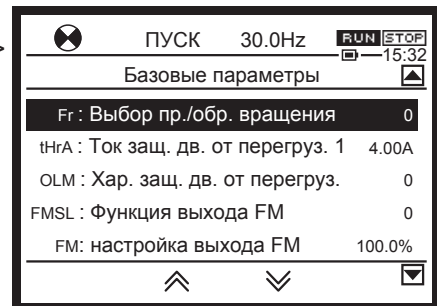 ПУСК 30.0Hz RUN STOP
15:32
Базовые параметры
Fr : Выбор пр./обр. вращения 0
tHrA : Ток защ. дв. от перегруз. 1 4.00A
OLM : Хар. защ. дв. от перегруз. 0
FMSL : Функция выхода FM 0
FM: настройка выхода FM 100.0%